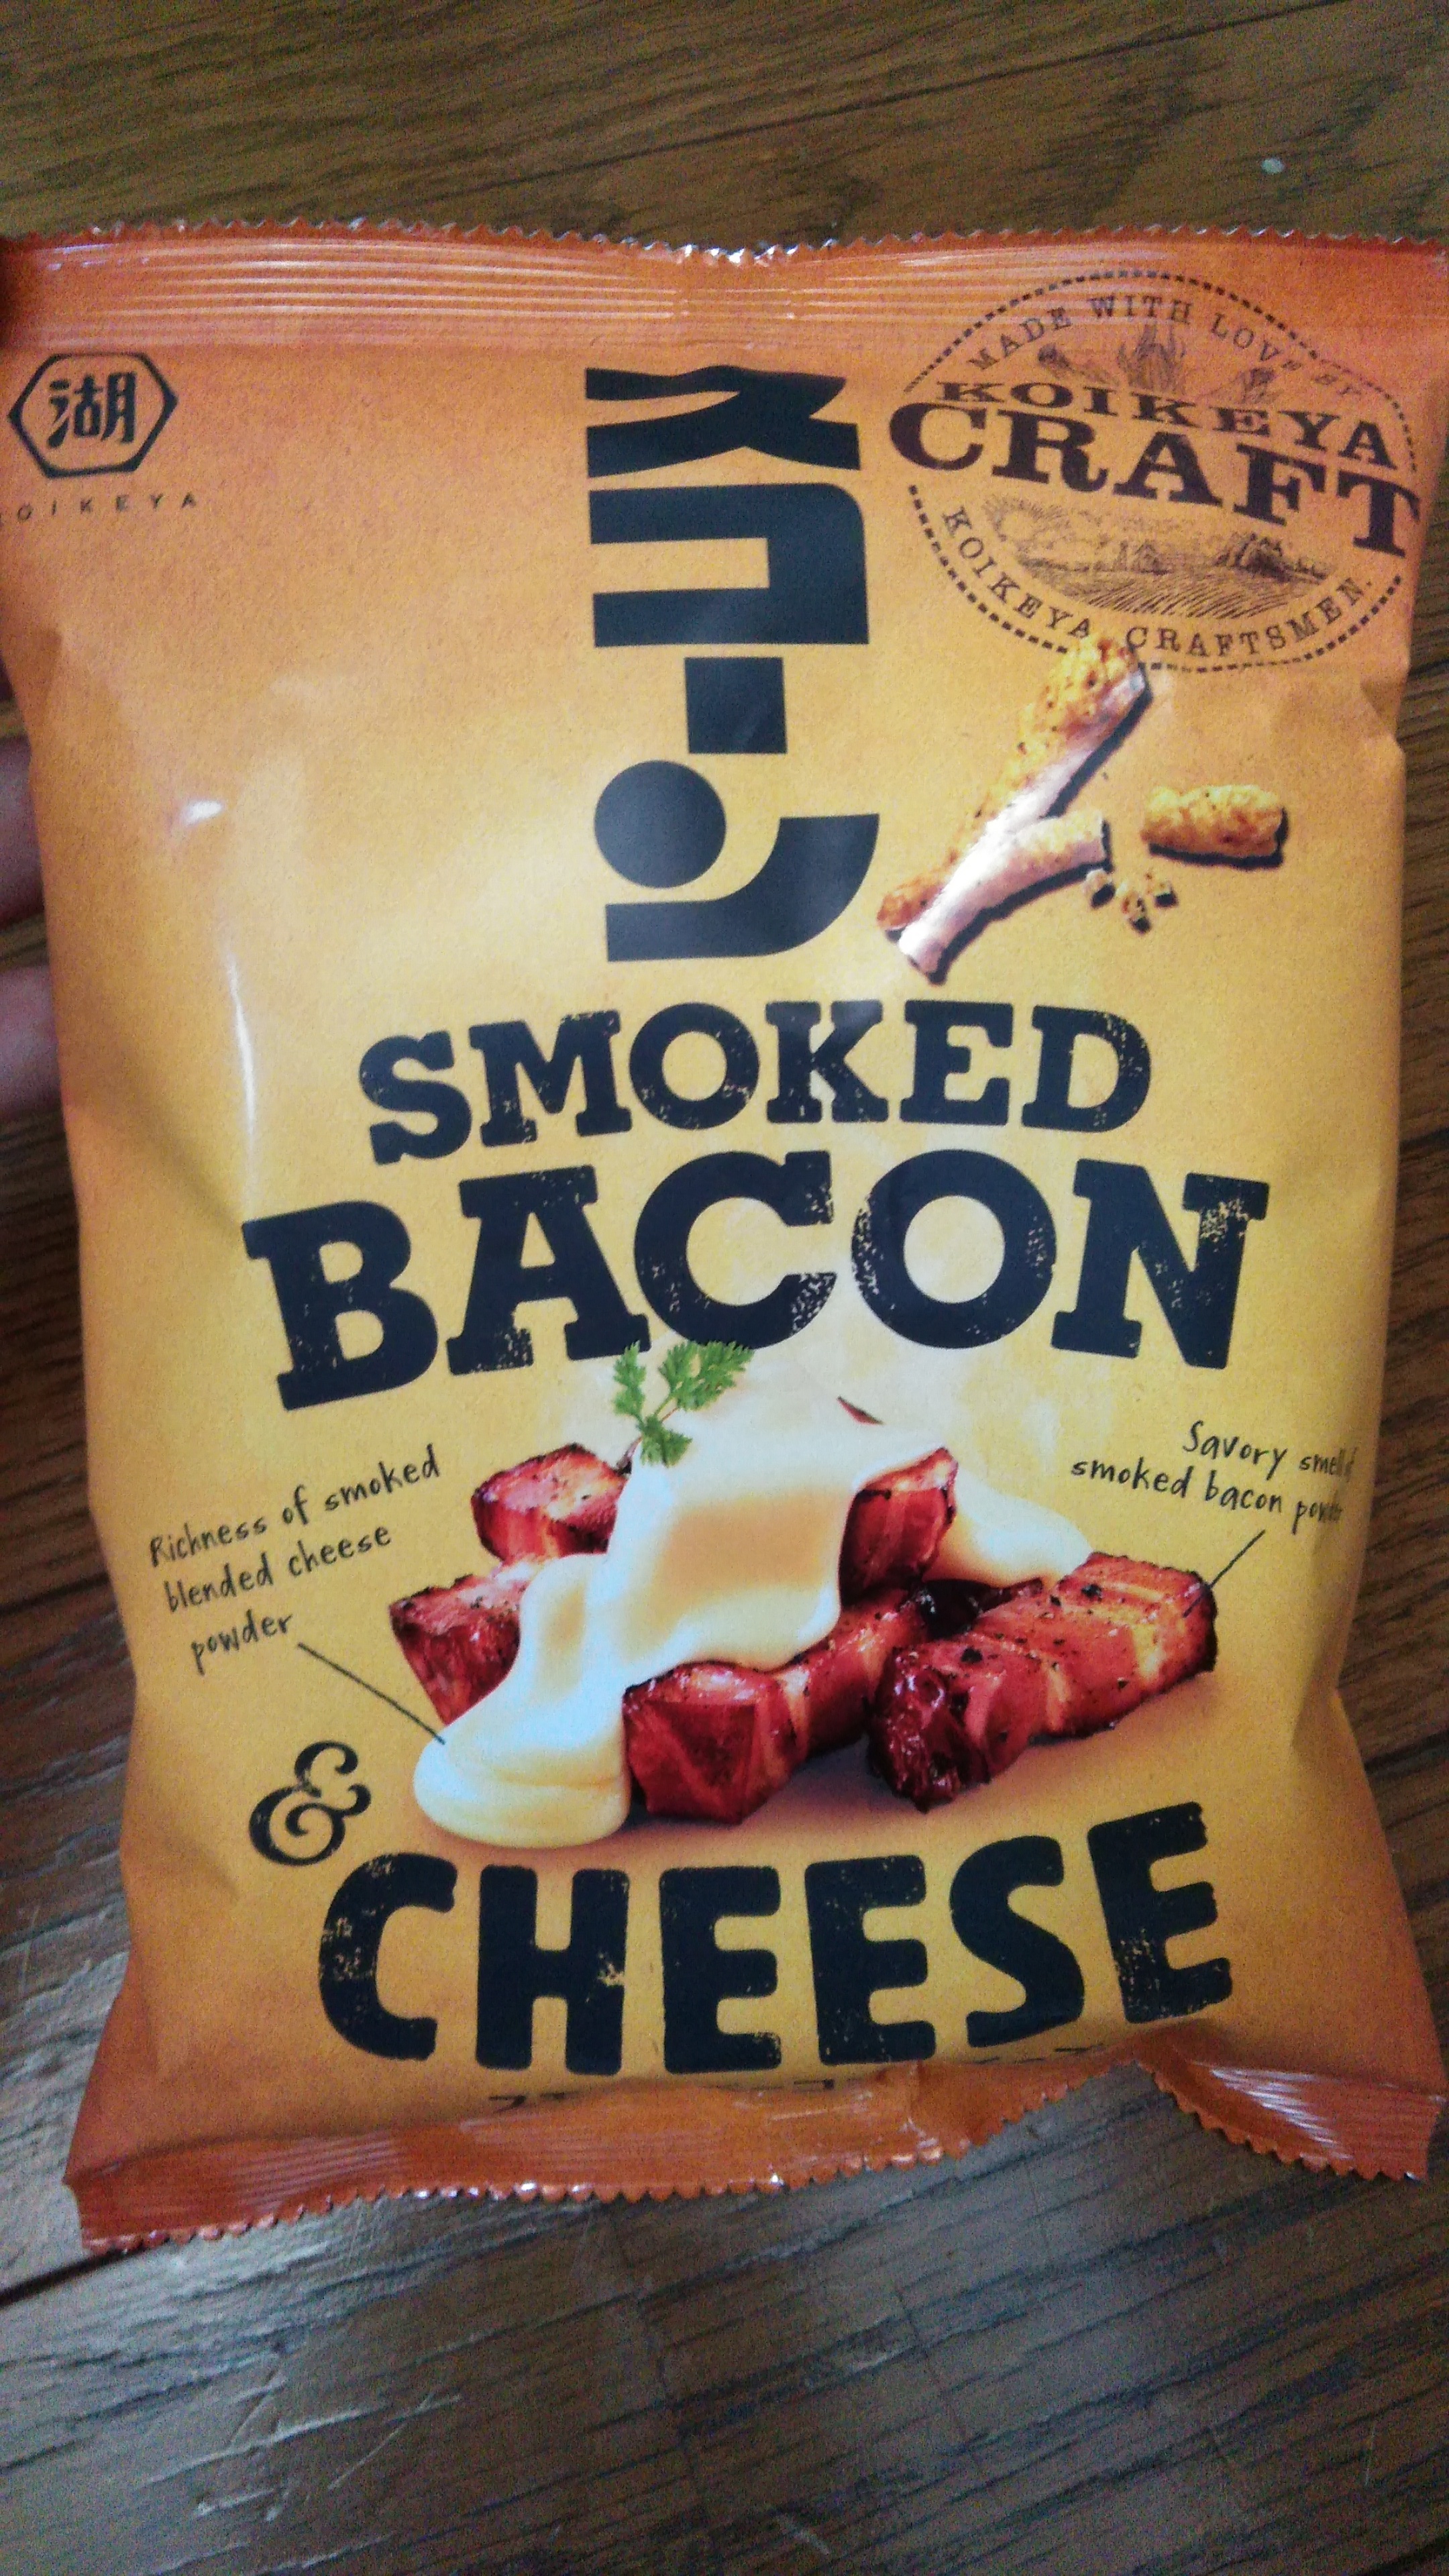 湖
KOIKEYA
スコーン
MADE WITH LOVE BY
KOIKEYA
CRAFT
KOIKEYA CRAFTSMEN.
SMOKED
BACON
Richness of smoked
blended cheese
powder
Savory smell of
smoked bacon powder
&
CHEESE